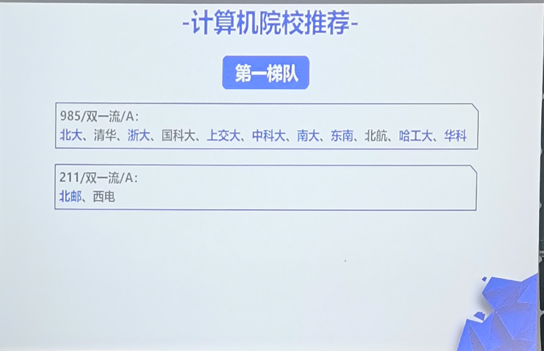 -计算机院校推荐-
第一梯队
985/双一流/A：
北大、清华、浙大、国科大、上交大、中科大、南大、东南、北航、哈工大、华科
211/双一流/A：
北邮、西电